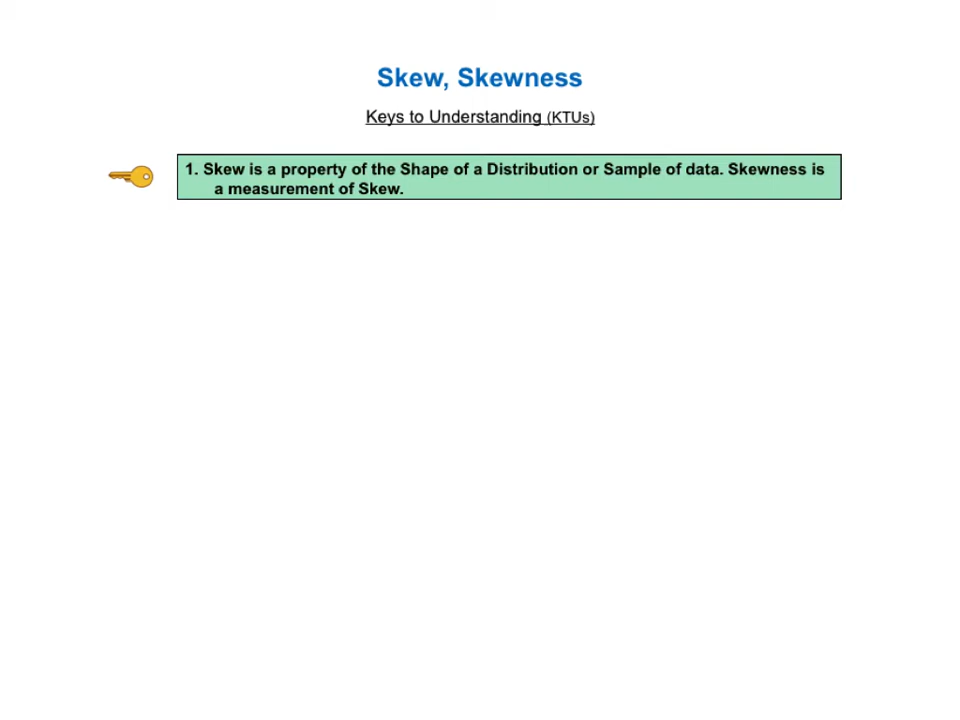 Skew, Skewness
Keys to Understanding (KTUs)
1. Skew is a property of the Shape of a Distribution or Sample of data. Skewness is
a measurement of Skew.